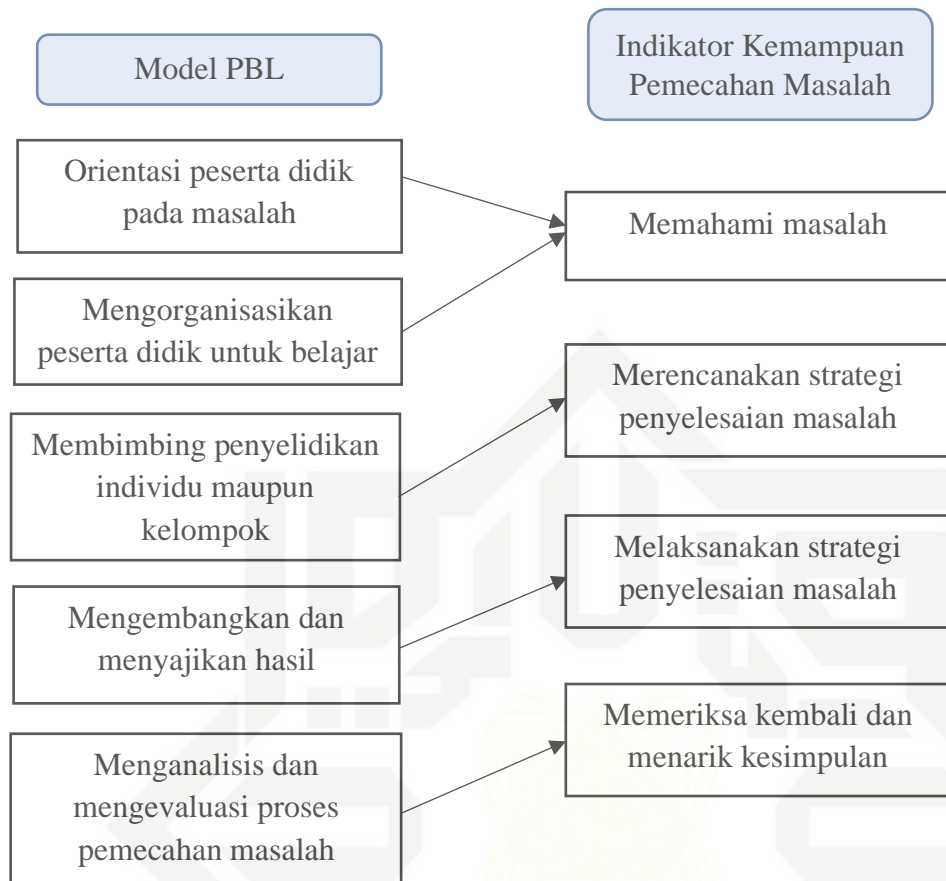 Model PBL
Indikator Kemampuan
Pemecahan Masalah
Orientasi peserta didik
pada masalah
Memahami masalah
Mengorganisasikan
peserta didik untuk belajar
Merencanakan strategi
penyelesaian masalah
Membimbing penyelidikan
individu maupun
kelompok
Melaksanakan strategi
penyelesaian masalah
Mengembangkan dan
menyajikan hasil
Memeriksa kembali dan
menarik kesimpulan
Menganalisis dan
mengevaluasi proses
pemecahan masalah